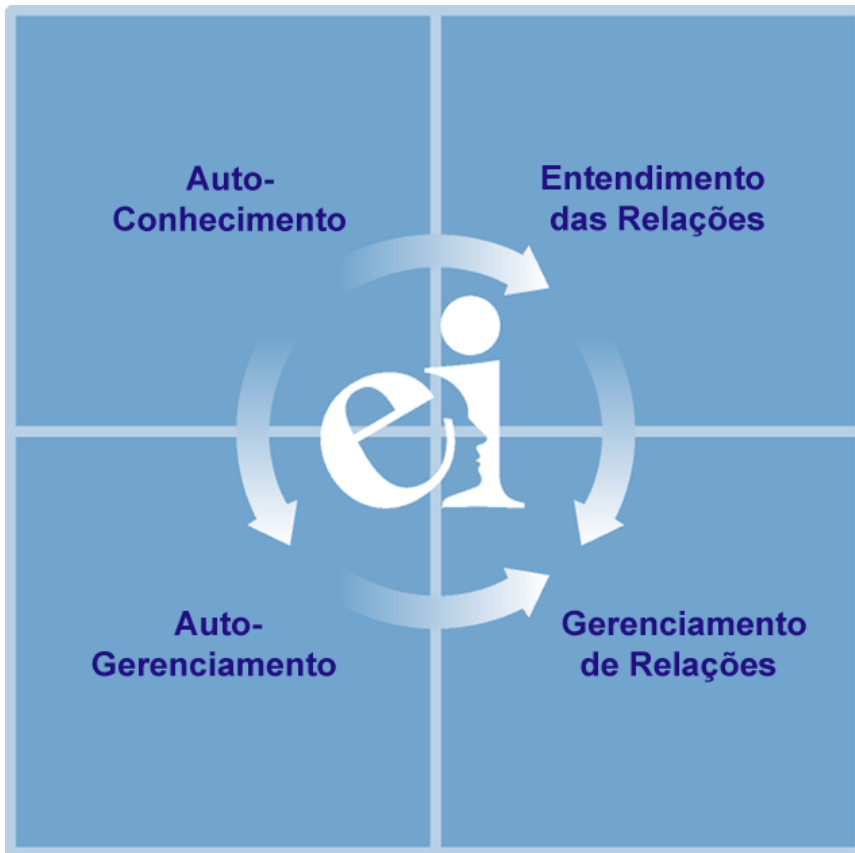 Auto-
Conhecimento
Entendimento
das Relações
ei
Auto-
Gerenciamento
Gerenciamento
de Relações